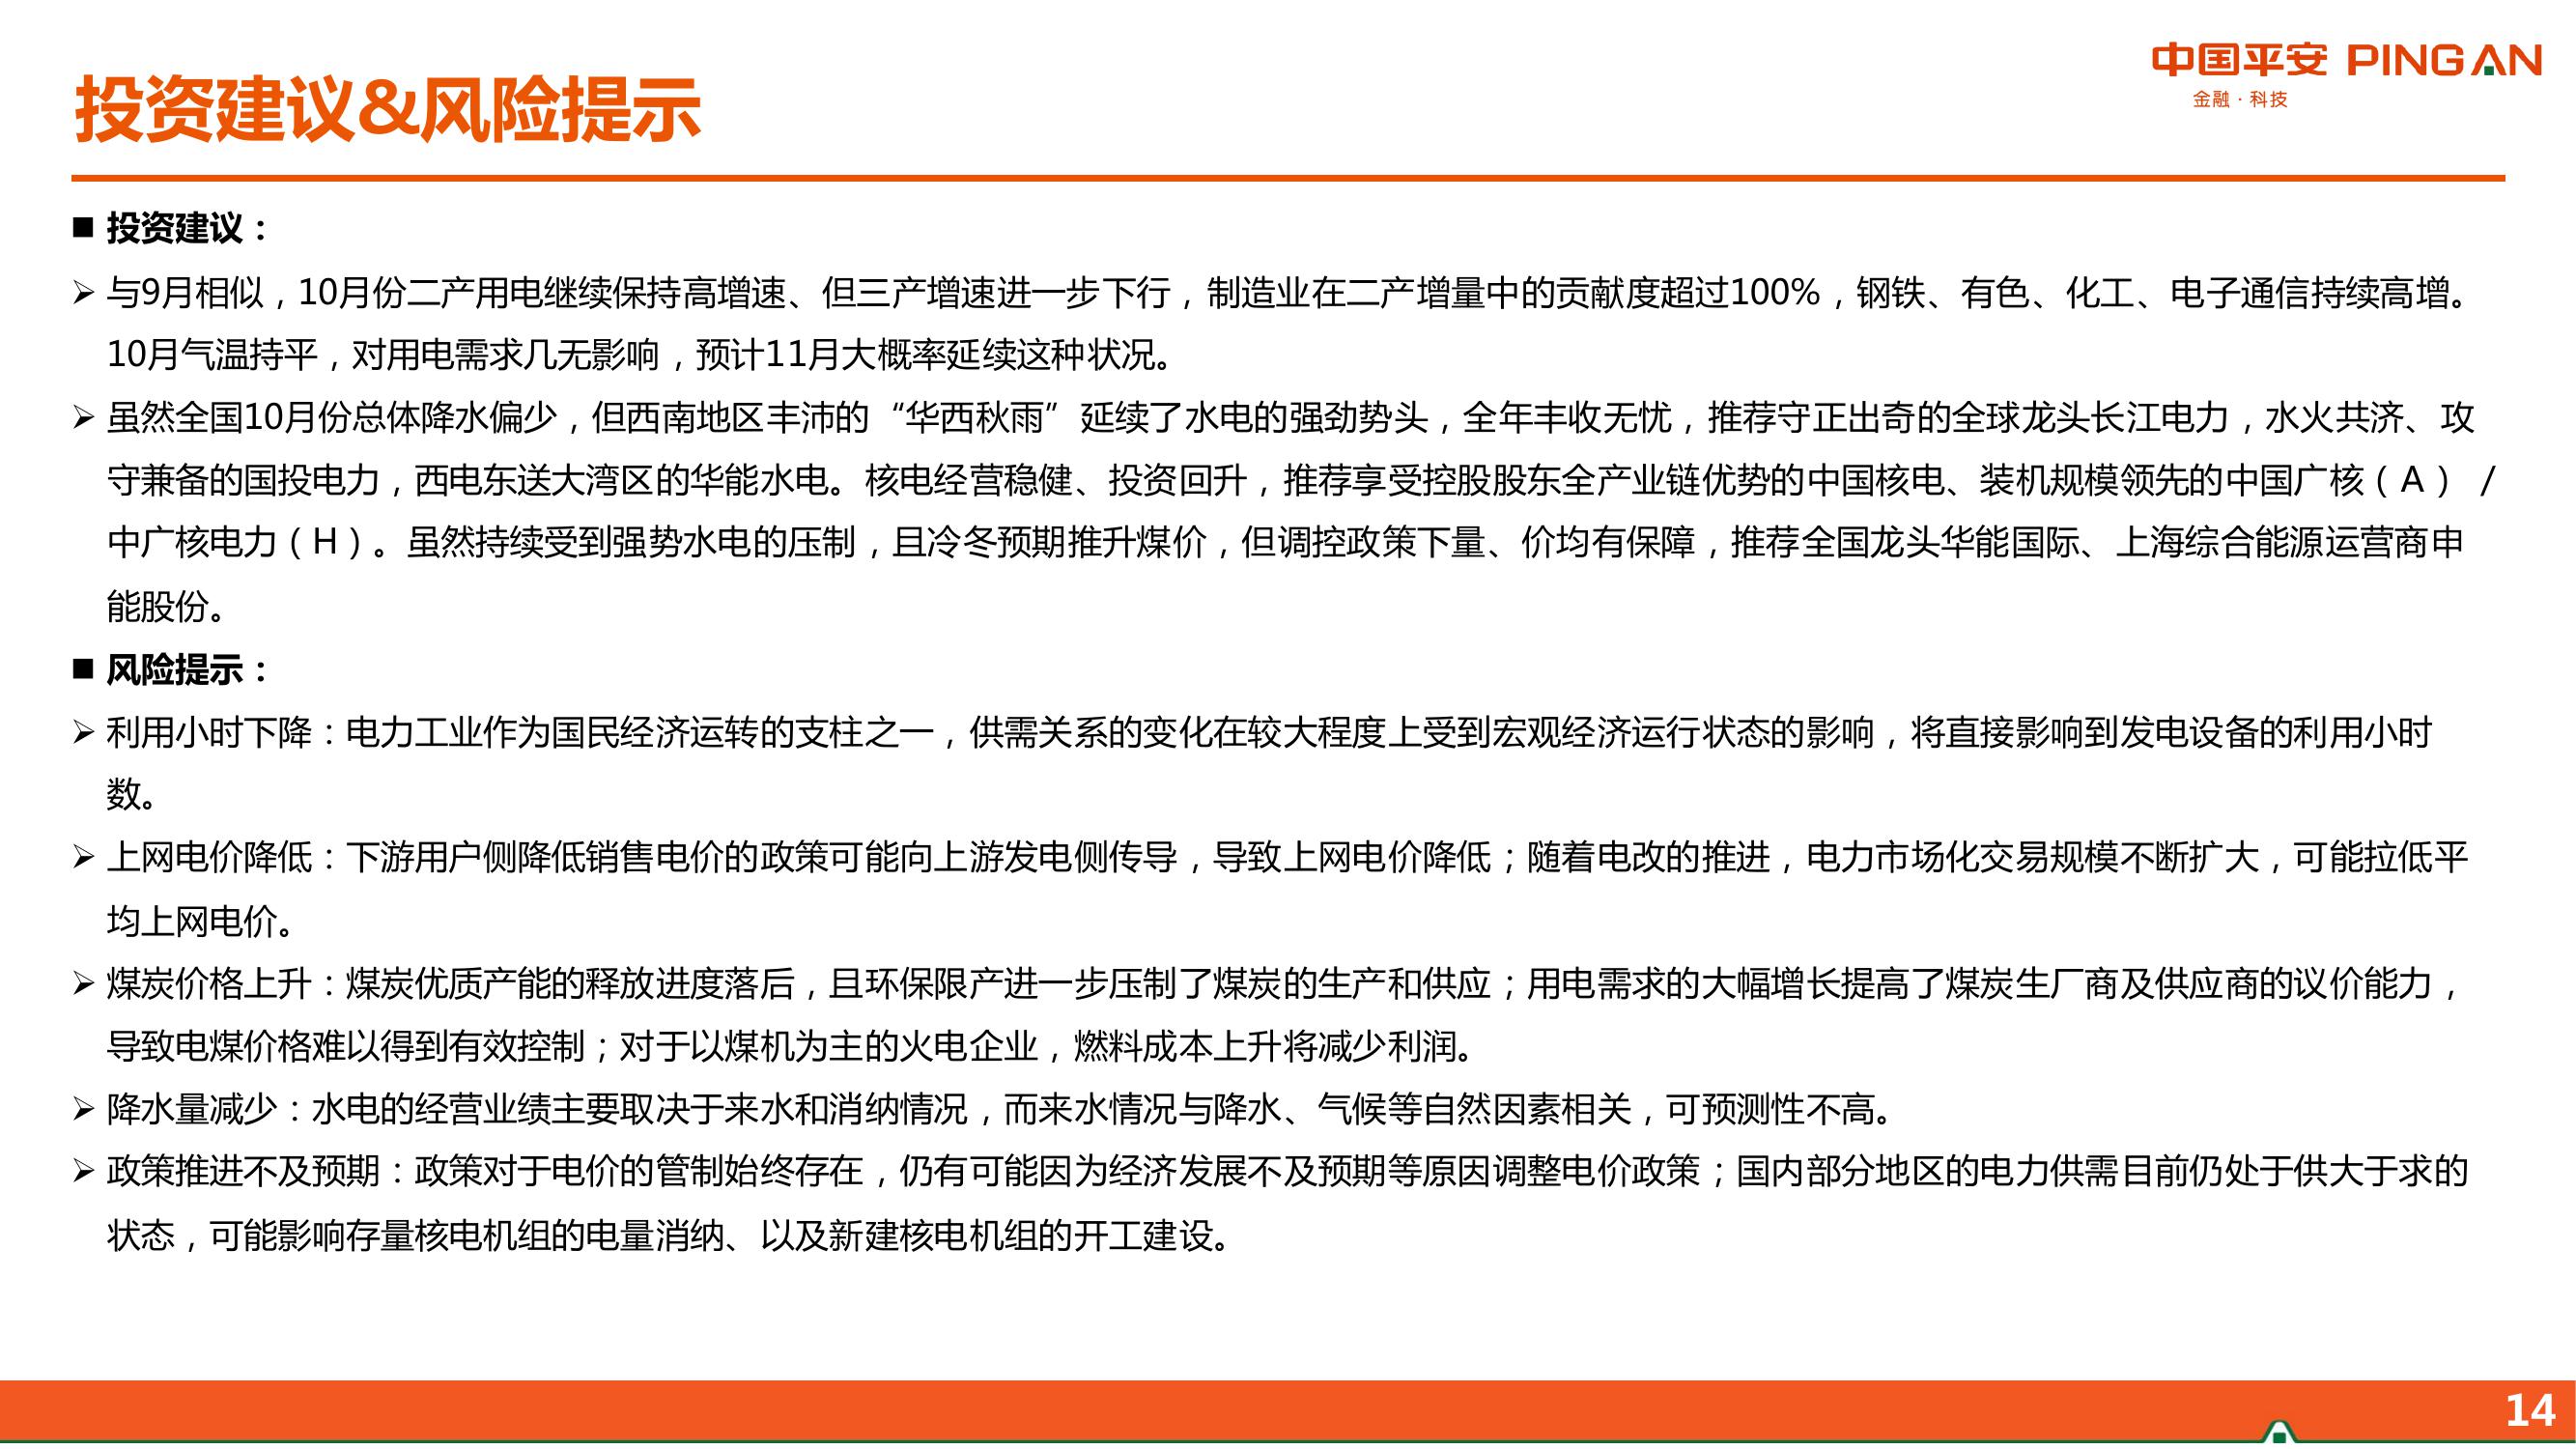 中国平安 PINGAN
金融·科技
投资建议&风险提示
■ 投资建议：
➢ 与9月相似，10月份二产用电继续保持高增速、但三产增速进一步下行，制造业在二产增量中的贡献度超过100%，钢铁、有色、化工、电子通信持续高增。
10月气温持平，对用电需求几无影响，预计11月大概率延续这种状况。
➢ 虽然全国10月份总体降水偏少，但西南地区丰沛的“华西秋雨”延续了水电的强劲势头，全年丰收无忧，推荐守正出奇的全球龙头长江电力，水火共济、攻
守兼备的国投电力，西电东送大湾区的华能水电。核电经营稳健、投资回升，推荐享受控股股东全产业链优势的中国核电、装机规模领先的中国广核（A） /
中广核电力（H）。虽然持续受到强势水电的压制，且冷冬预期推升煤价，但调控政策下量、价均有保障，推荐全国龙头华能国际、上海综合能源运营商申
能股份。
■ 风险提示：
➢ 利用小时下降：电力工业作为国民经济运转的支柱之一，供需关系的变化在较大程度上受到宏观经济运行状态的影响，将直接影响到发电设备的利用小时
数。
➢ 上网电价降低：下游用户侧降低销售电价的政策可能向上游发电侧传导，导致上网电价降低；随着电改的推进，电力市场化交易规模不断扩大，可能拉低平
均上网电价。
➢ 煤炭价格上升：煤炭优质产能的释放进度落后，且环保限产进一步压制了煤炭的生产和供应；用电需求的大幅增长提高了煤炭生厂商及供应商的议价能力，
导致电煤价格难以得到有效控制；对于以煤机为主的火电企业，燃料成本上升将减少利润。
➢ 降水量减少：水电的经营业绩主要取决于来水和消纳情况，而来水情况与降水、气候等自然因素相关，可预测性不高。
➢ 政策推进不及预期：政策对于电价的管制始终存在，仍有可能因为经济发展不及预期等原因调整电价政策；国内部分地区的电力供需目前仍处于供大于求的
状态，可能影响存量核电机组的电量消纳、以及新建核电机组的开工建设。
14